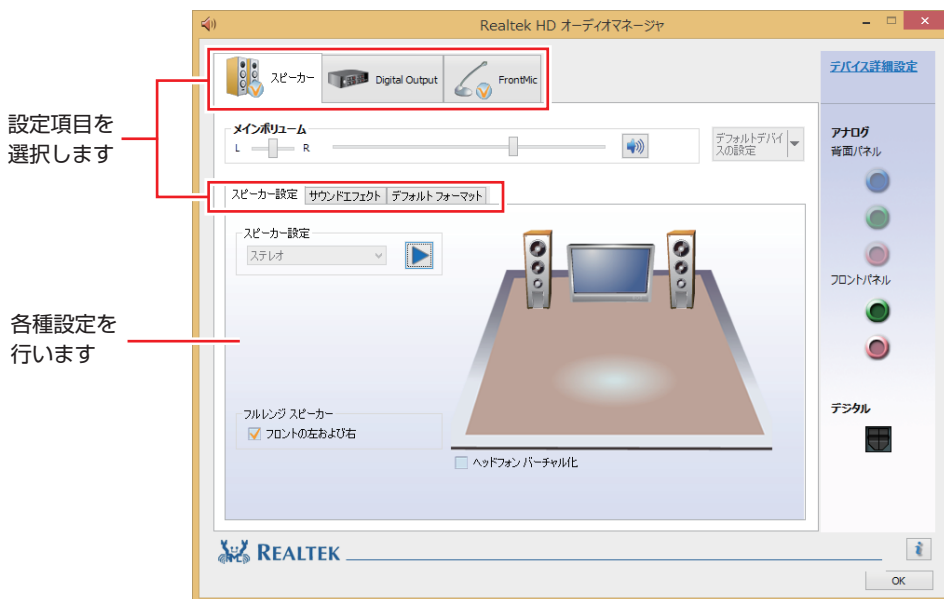 Realtek HD オーディオマネージャ
設定項目を
選択します
スピーカー
Digital Output
FrontMic
デバイス詳細設定
メインボリューム
L
R
デフォルトデバイ
スの設定
アナログ
背面パネル
スピーカー設定
サウンドエフェクト
デフォルト フォーマット
スピーカー設定
ステレオ
フロントパネル
各種設定を
行います
フルレンジ スピーカー
フロントの左および右
デジタル
ヘッドフォン バーチャル化
REALTEK
OK